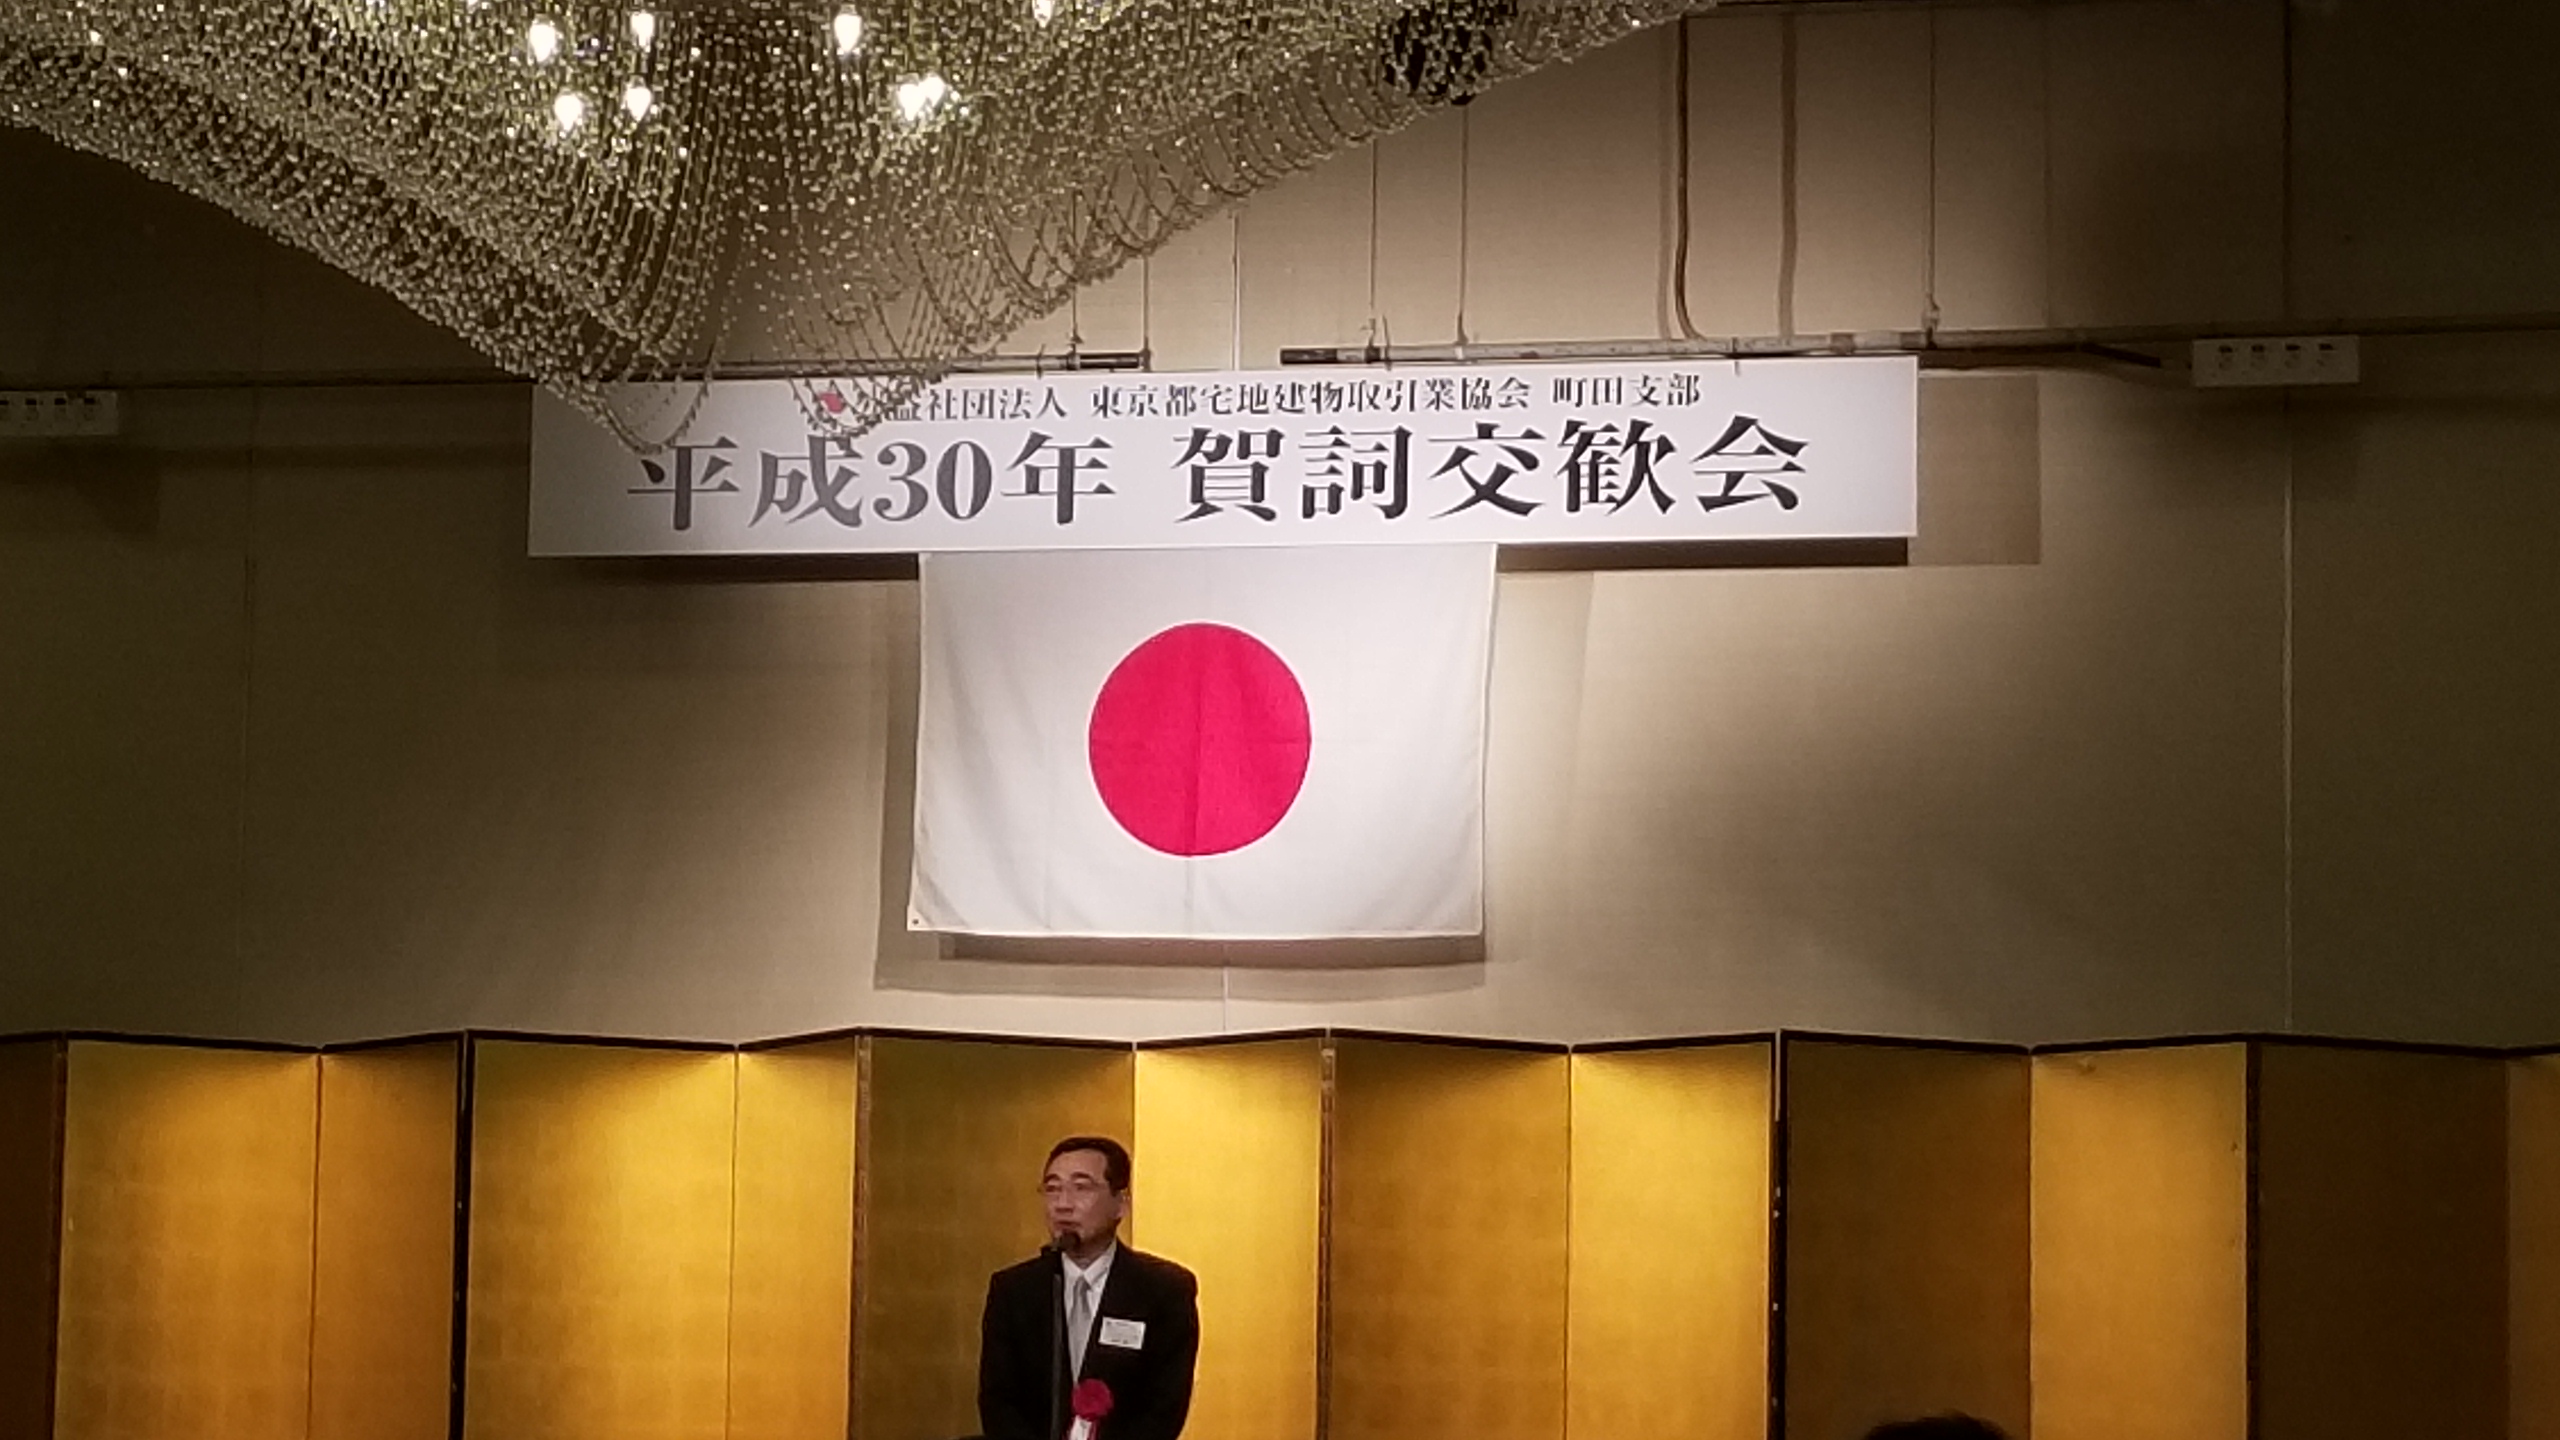 公益社団法人 東京都宅地建物取引業協会 町田支部
平成30年 賀詞交歓会